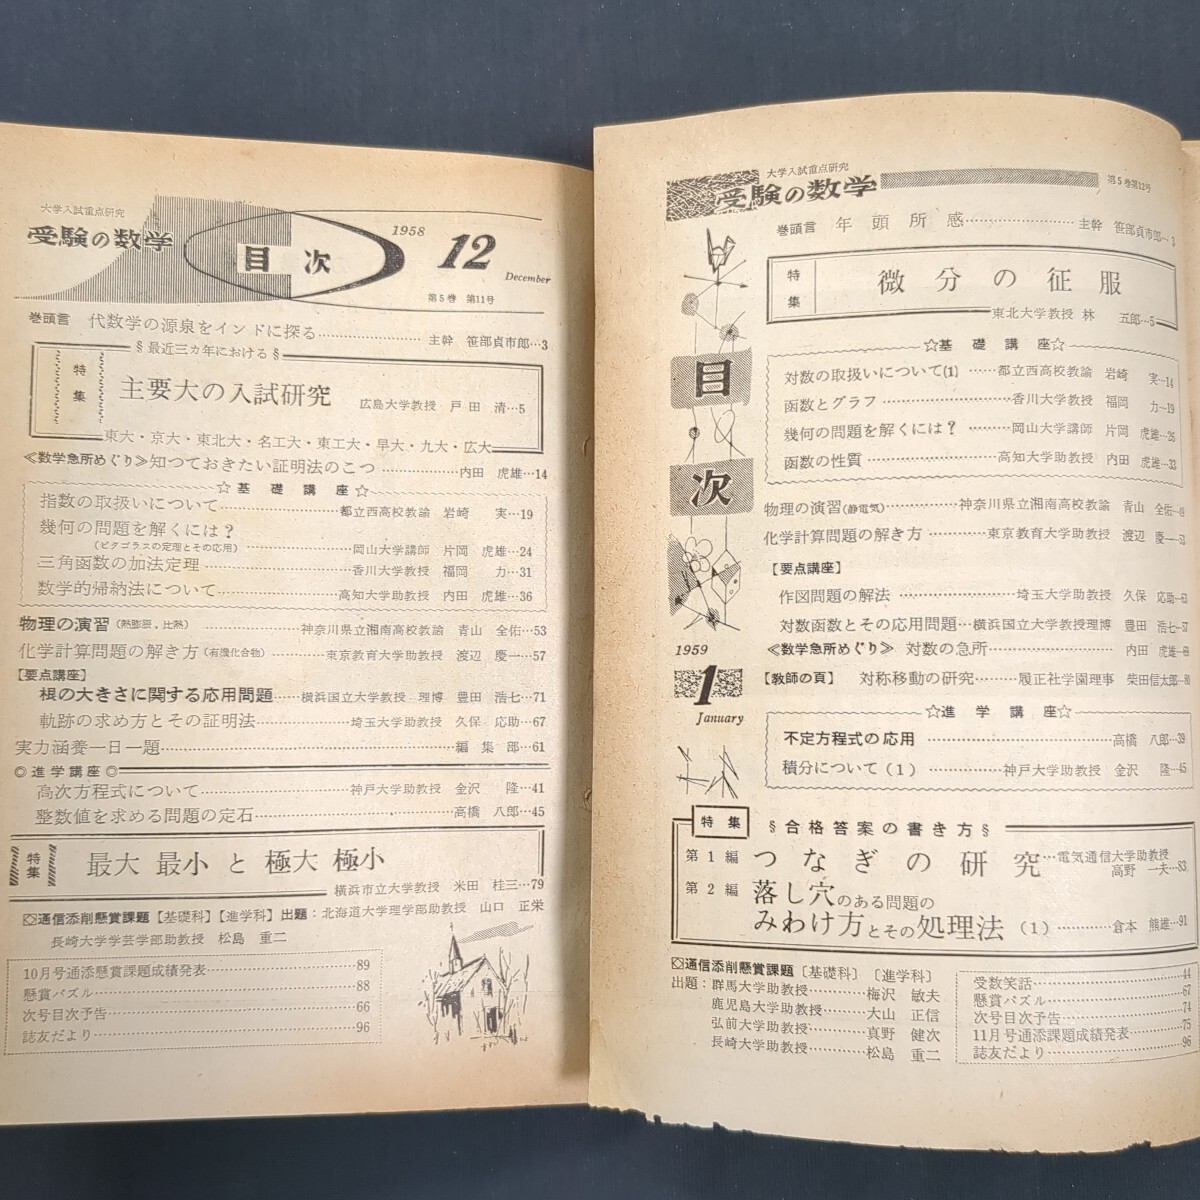 大学入試重点研究
受験の数学
目次
1958
12
December
第5巻 第11号
巻頭言 代数学の源泉をインドに探る……主幹 笹部貞市郎…3
§最近三カ年における§
特集
主要大の入試研究 広島大学教授 戸田 清…5
東大・京大・東北大・名工大・東工大・早大・九大・広大
≪数学急所めぐり≫知つておきたい証明法のこつ……内田 虎雄…14
☆基礎講座☆
指数の取扱いについて……都立西高校教諭 岩崎 実…19
幾何の問題を解くには?
(ピタゴラスの定理とその応用)……岡山大学講師 片岡 虎雄…24
三角函数の加法定理……香川大学教授 福岡 力…31
数学的帰納法について……高知大学助教授 内田 虎雄…36
物理の演習(熱膨脹,比熱)……神奈川県立湘南高校教諭 青山 全佑…53
化学計算問題の解き方(有機化合物)……東京教育大学助教授 渡辺 慶一…57
【要点講座】
根の大きさに関する応用問題……横浜国立大学教授・理博 豊田 浩七…71
軌跡の求め方とその証明法……埼玉大学助教授 久保 応助…67
実力涵養一日一題……編集部…61
◎進学講座◎
高次方程式について……神戸大学助教授 金沢 隆…41
整数値を求める問題の定石……高橋 八郎…45
特集
最大 最小 と 極大 極小
横浜市立大学教授 米田 桂三…79
通信添削懸賞課題【基礎科】【進学科】出題:北海道大学理学部助教授 山口 正栄
長崎大学学芸学部助教授 松島 重二
10月号通添懸賞課題成績発表……89
懸賞パズル……88
次号目次予告……66
誌友だより……96
大学入試重点研究
受験の数学
第5巻第12号
巻頭言 年頭所感……主幹 笹部貞市郎…3
特集
微分の征服
東北大学教授 林 五郎…5
目次
1959
1
January
☆基礎講座☆
対数の取扱いについて(1)……都立西高校教諭 岩崎 実…14
函数とグラフ……香川大学教授 福岡 力…19
幾何の問題を解くには?……岡山大学講師 片岡 虎雄…26
函数の性質……高知大学助教授 内田 虎雄…33
物理の演習(静電気)……神奈川県立湘南高校教諭 青山 全佑…49
化学計算問題の解き方……東京教育大学助教授 渡辺 慶一…53
【要点講座】
作図問題の解法……埼玉大学助教授 久保 応助…63
対数函数とその応用問題…横浜国立大学教授理博 豊田 浩七…57
≪数学急所めぐり≫ 対数の急所……内田 虎雄…69
【教師の頁】 対称移動の研究……履正社学園理事 柴田信太郎…80
☆進学講座☆
不定方程式の応用……高橋 八郎…39
積分について(1)……神戸大学助教授 金沢 隆…45
特集
§合格答案の書き方§
第1編 つなぎの研究…電気通信大学助教授
高野 一夫…83
第2編 落し穴のある問題の
みわけ方とその処理法(1)……倉本 熊雄…91
通信添削懸賞課題[基礎科][進学科]
出題:群馬大学助教授……梅沢 敏夫
鹿児島大学助教授……大山 正信
弘前大学助教授……真野 健次
長崎大学助教授……松島 重二
受数笑話……44
懸賞パズル……67
次号目次予告……74
11月号通添課題成績発表……75
誌友だより……96